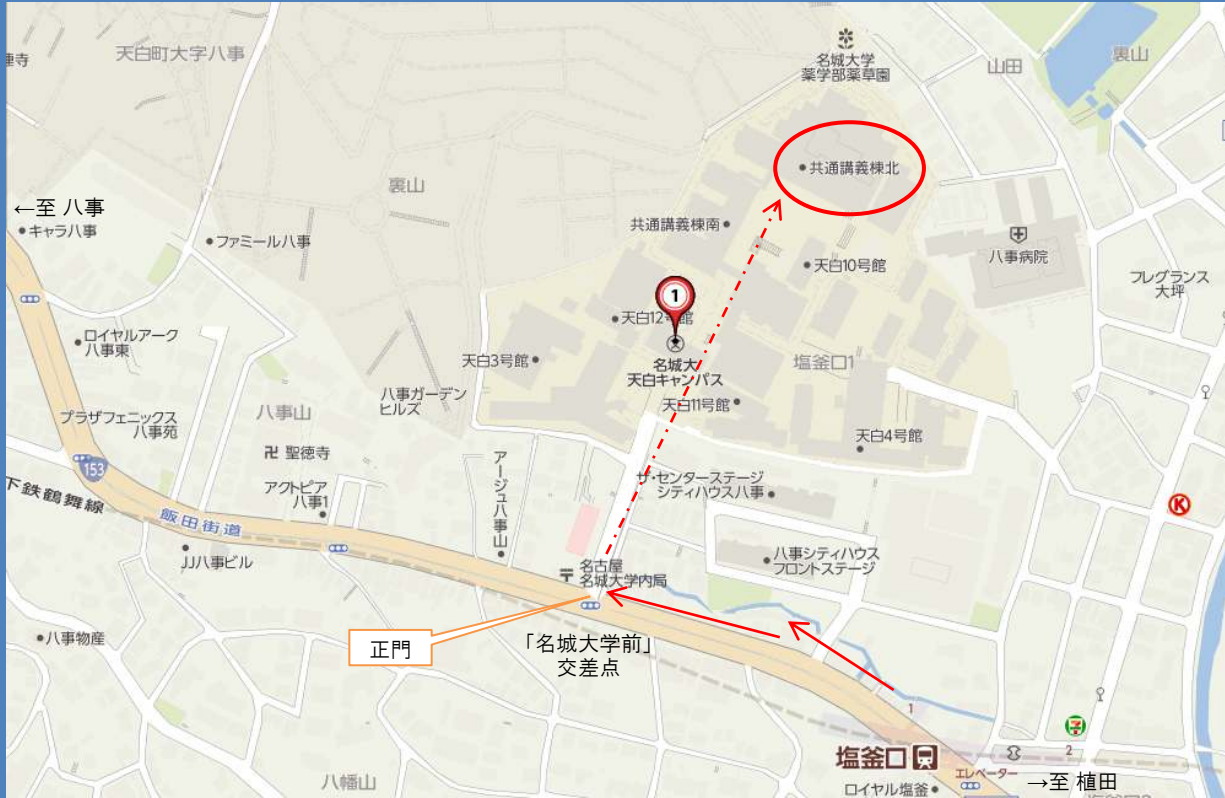 天白町大字八事
名城大学
薬学部薬草園
山田
裏山
共通講義棟北
裏山
←至 八事
キャラ八事
ファミール八事
共通講義棟南
天白10号館
八事病院
フレグランス
大坪
1
ロイヤルアーク
八事東
天白12号館
天白3号館
名城大
天白キャンパス
塩釜口1
八事ガーデン
ヒルズ
天白11号館
プラザフェニックス
八事苑
八事山
天白4号館
聖徳寺
153
アージュ八事山
ザ・センターステージ
シティハウス八事
下鉄鶴舞線
アクトピア
八事1
飯田街道
K
JJ八事ビル
八事シティハウス
フロントステージ
名古屋
名城大学内局
正門
「名城大学前」
交差点
八事物産
1
7
2
塩釜口
エレベーター
→至 植田
八幡山
ロイヤル塩釜